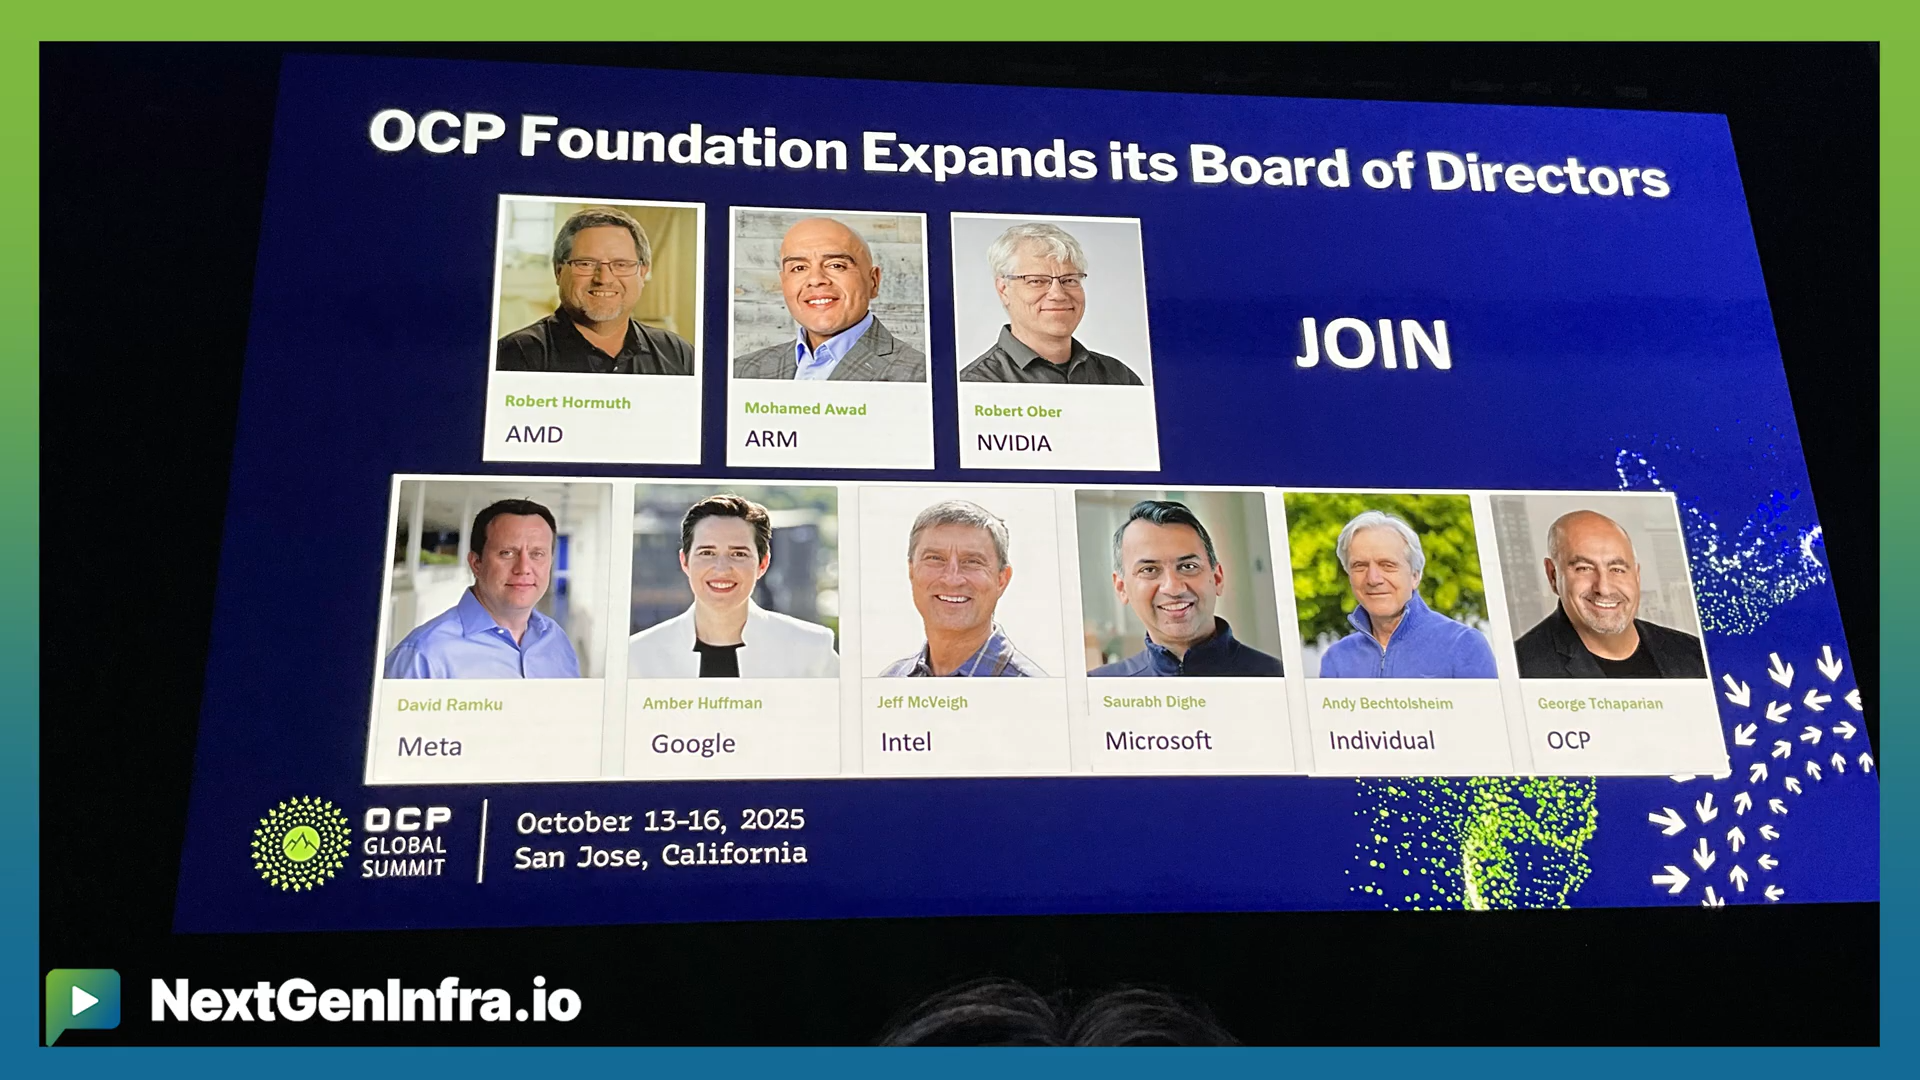 OCP Foundation Expands its Board of Directors
Robert Hormuth
AMD
Mohamed Awad
ARM
Robert Ober
NVIDIA
JOIN
David Ramku
Meta
Amber Huffman
Google
Jeff McVeigh
Intel
Saurabh Dighe
Microsoft
Andy Bechtolsheim
Individual
George Tchaparian
OCP
OCP
GLOBAL
SUMMIT
October 13-16, 2025
San Jose, California
NextGenInfra.io